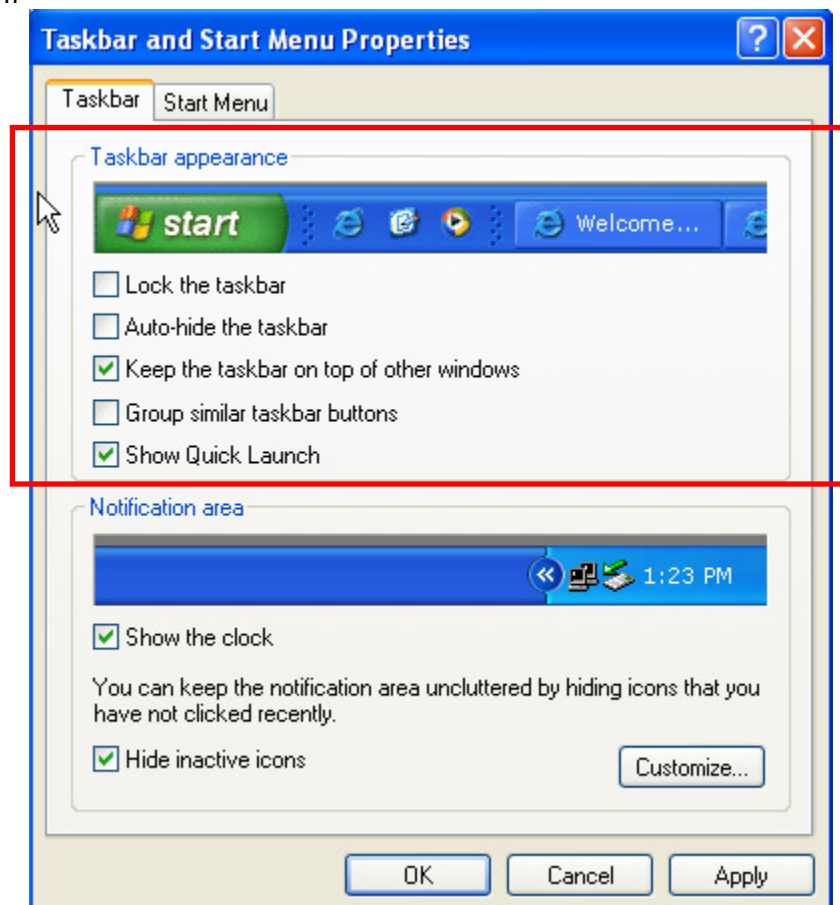 Taskbar and Start Menu Properties
Taskbar Start Menu
Taskbar appearance
start Welcome...
Lock the taskbar
Auto-hide the taskbar
Keep the taskbar on top of other windows
Group similar taskbar buttons
Show Quick Launch
Notification area
1:23 PM
Show the clock
You can keep the notification area uncluttered by hiding icons that you
have not clicked recently.
Hide inactive icons
Customize...
OK Cancel Apply